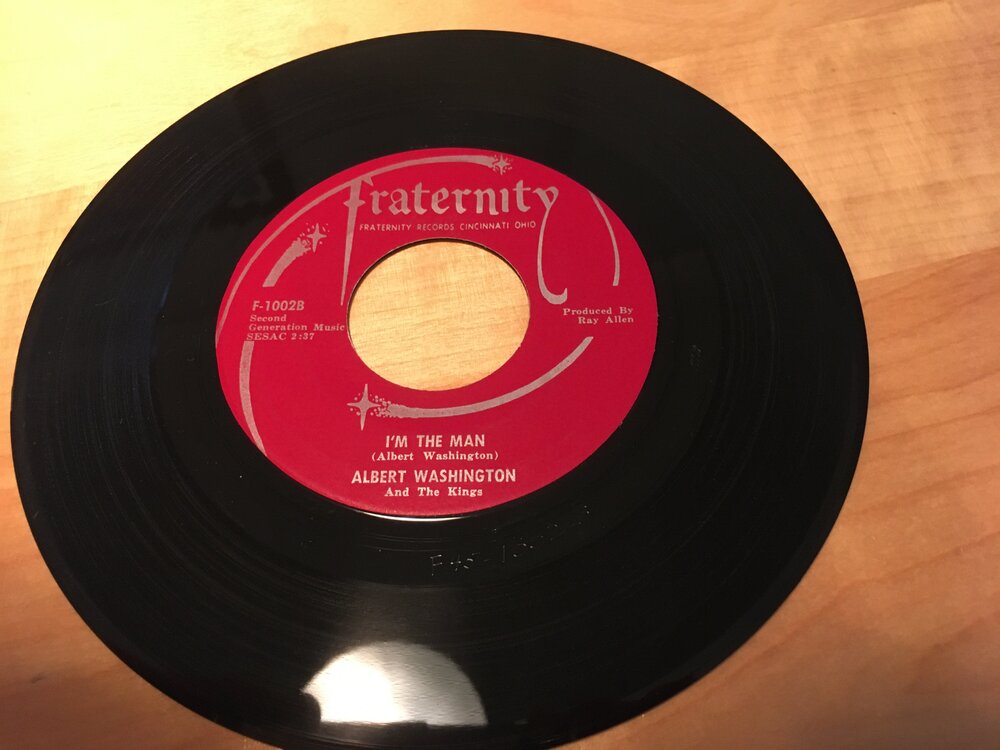 Fraternity
FRATERNITY RECORDS CINCINNATI OHIO
F-1002B
Second
Generation Music
SESAC 2:37
Produced By
Ray Allen
I'M THE MAN
(Albert Washington)
ALBERT WASHINGTON
And The Kings